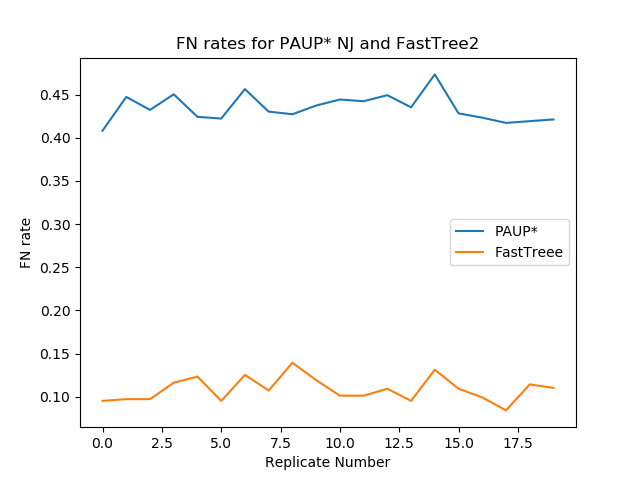 FN rates for PAUP* NJ and FastTree2
0.45
0.40
0.35
0.30
0.25
0.20
0.15
0.10
FN rate
PAUP*
FastTreee
0.0 2.5 5.0 7.5 10.0 12.5 15.0 17.5
Replicate Number